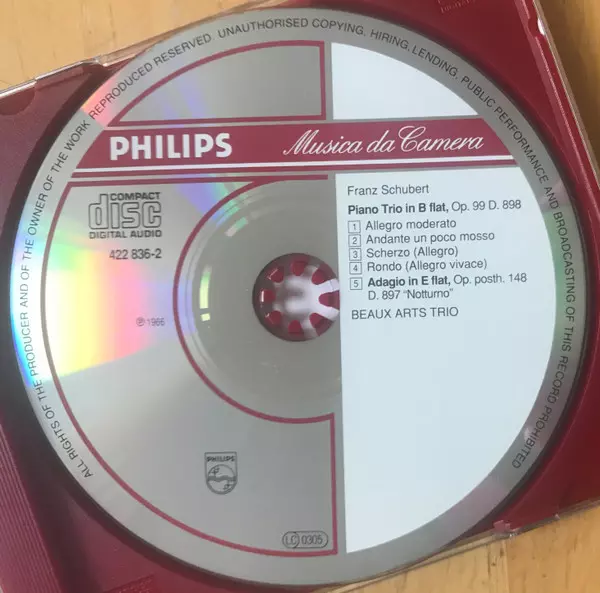 ALL RIGHTS OF THE PRODUCER AND OF THE OWNER OF THE WORK REPRODUCED RESERVED UNAUTHORISED COPYING, HIRING, LENDING, PUBLIC PERFORMANCE AND BROADCASTING OF THIS RECORD PROHIBITED
PHILIPS
Musica da Camera
COMPACT
disc
DIGITAL AUDIO
422 836-2
℗ 1966
Franz Schubert
Piano Trio in B flat, Op. 99 D. 898
1 Allegro moderato
2 Andante un poco mosso
3 Scherzo (Allegro)
4 Rondo (Allegro vivace)
5 Adagio in E flat, Op. posth. 148
D. 897 "Notturno"
BEAUX ARTS TRIO
PHILIPS
LC 0305